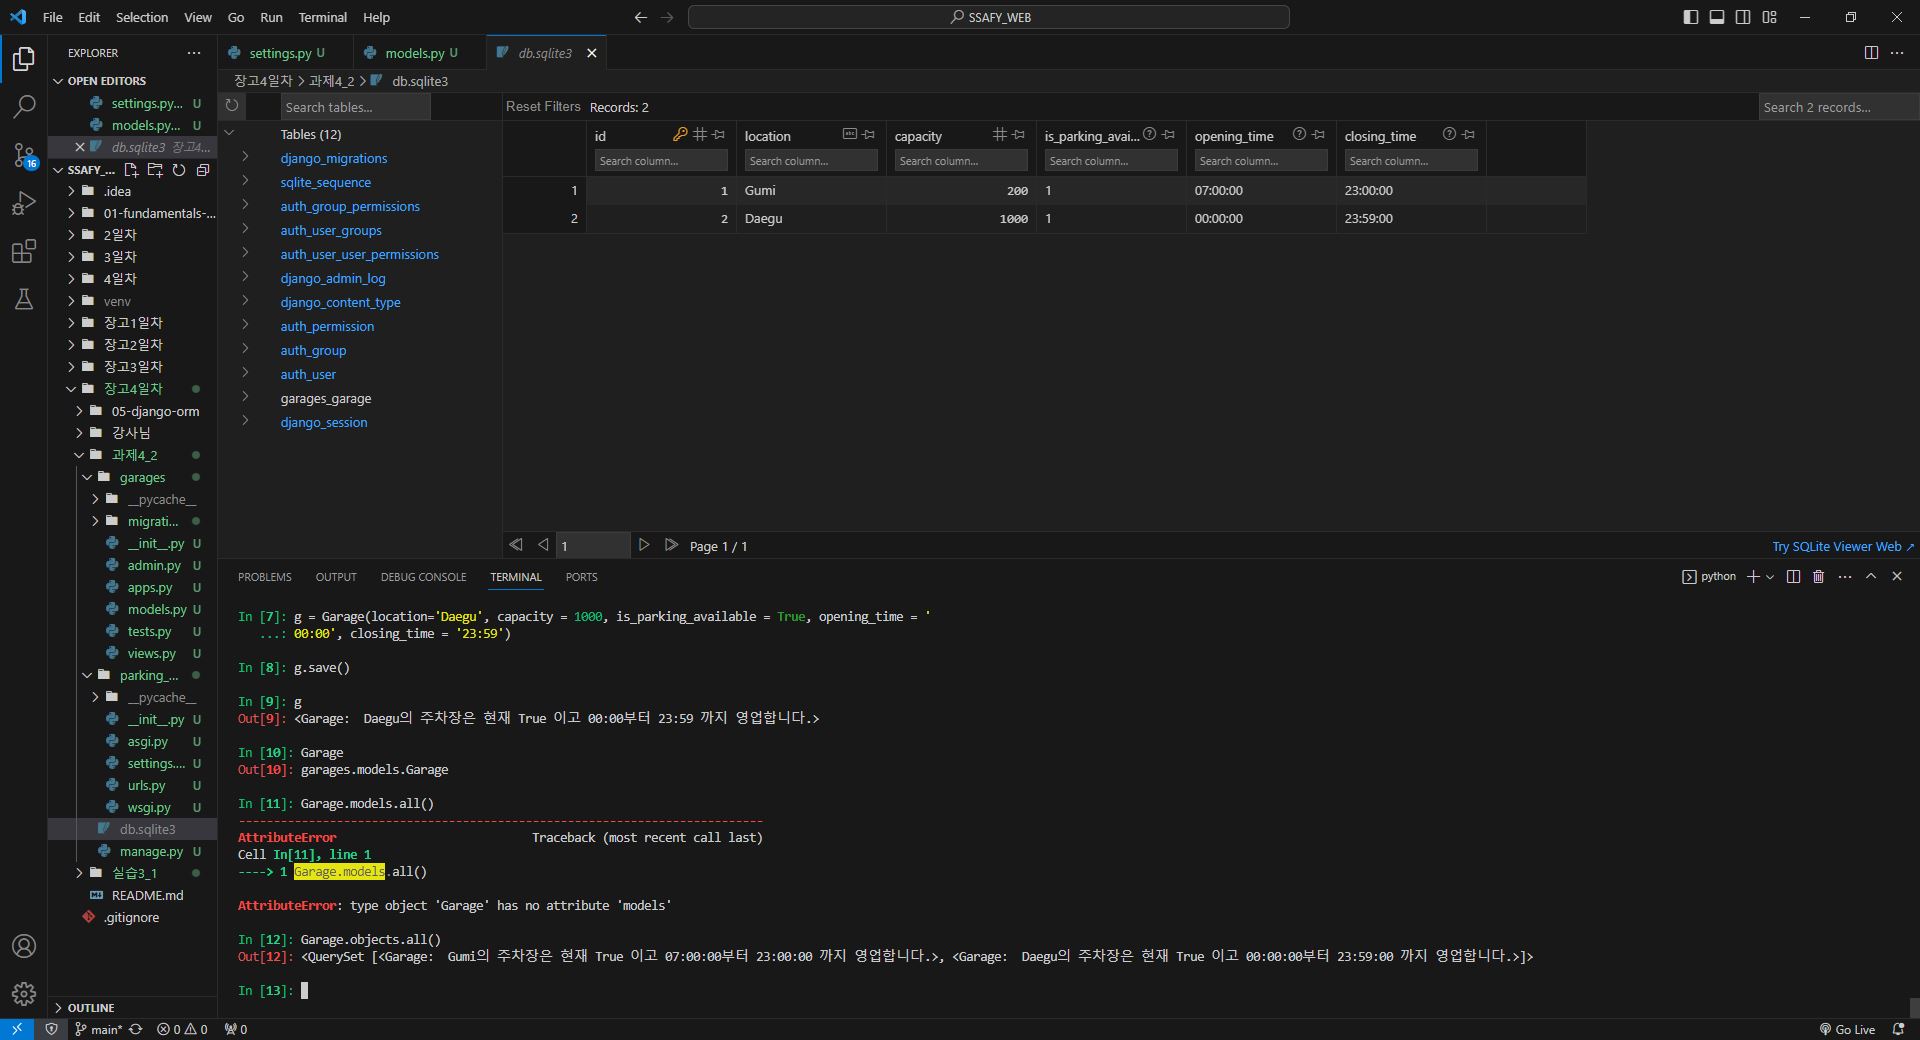 File Edit Selection View Go Run Terminal Help
SSAFY_WEB
EXPLORER
OPEN EDITORS
settings.py... U
models.py... U
db.sqlite3 장고4...
SSAFY_...
.idea
01-fundamentals-...
2일차
3일차
4일차
venv
장고1일차
장고2일차
장고3일차
장고4일차
05-django-orm
강사님
과제4_2
garages
__pycache__
migrati...
__init__.py U
admin.py U
apps.py U
models.py U
tests.py U
views.py U
parking_...
__pycache__
__init__.py U
asgi.py U
settings.... U
urls.py U
wsgi.py U
db.sqlite3
manage.py U
실습3_1
README.md
.gitignore
OUTLINE
16
settings.py U models.py U db.sqlite3
장고4일차 > 과제4_2 > db.sqlite3
Search tables... Reset Filters Records: 2 Search 2 records...
Tables (12)
django_migrations
sqlite_sequence
auth_group_permissions
auth_user_groups
auth_user_user_permissions
django_admin_log
django_content_type
auth_permission
auth_group
auth_user
garages_garage
django_session
id location capacity is_parking_avai... opening_time closing_time
Search column... Search column... Search column... Search column... Search column... Search column...
1 1 Gumi 200 1 07:00:00 23:00:00
2 2 Daegu 1000 1 00:00:00 23:59:00
1 Page 1 / 1
Try SQLite Viewer Web ↗
PROBLEMS OUTPUT DEBUG CONSOLE TERMINAL PORTS
python
In [7]: g = Garage(location='Daegu', capacity = 1000, is_parking_available = True, opening_time = '
...: 00:00', closing_time = '23:59')
In [8]: g.save()
In [9]: g
Out[9]: <Garage:  Daegu의 주차장은 현재 True 이고 00:00부터 23:59 까지 영업합니다.>
In [10]: Garage
Out[10]: garages.models.Garage
In [11]: Garage.models.all()
---------------------------------------------------------------------------
AttributeError Traceback (most recent call last)
Cell In[11], line 1
----> 1 Garage.models.all()
AttributeError: type object 'Garage' has no attribute 'models'
In [12]: Garage.objects.all()
Out[12]: <QuerySet [<Garage:  Gumi의 주차장은 현재 True 이고 07:00:00부터 23:00:00 까지 영업합니다.>, <Garage:  Daegu의 주차장은 현재 True 이고 00:00:00부터 23:59:00 까지 영업합니다.>]>
In [13]:
main* 0 0 0 Go Live